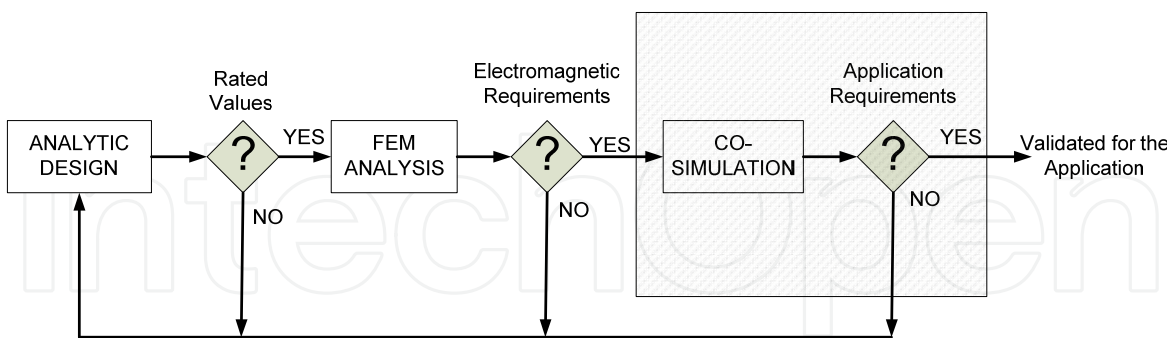 Rated
Values
Electromagnetic
Requirements
Application
Requirements
ANALYTIC
DESIGN
?
YES
FEM
ANALYSIS
?
YES
CO-
SIMULATION
?
YES
Validated for the
Application
NO
NO
NO
IntechOpen